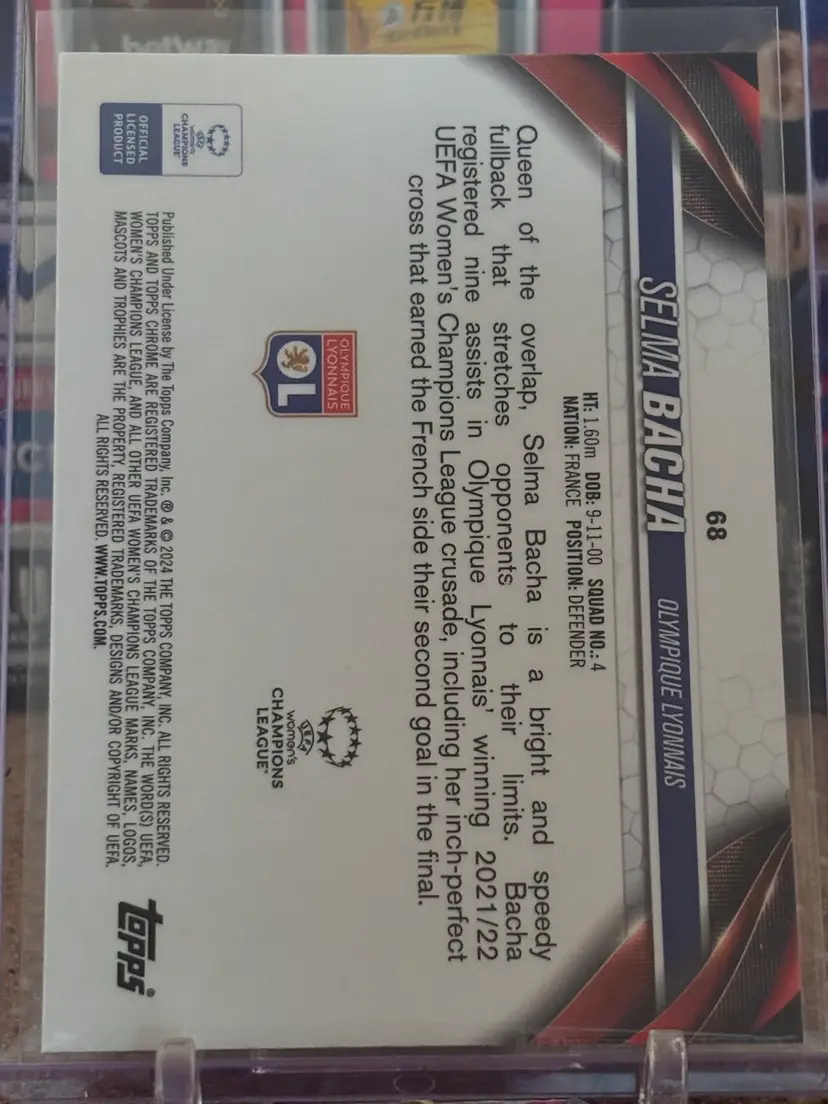 68
SELMA BACHA OLYMPIQUE LYONNAIS
HT: 1.60m DOB: 9-11-00 SQUAD NO.: 4
NATION: FRANCE POSITION: DEFENDER
Queen of the overlap, Selma Bacha is a bright and speedy
fullback that stretches opponents to their limits. Bacha
registered nine assists in Olympique Lyonnais' winning 2021/22
UEFA Women's Champions League crusade, including her inch-perfect
cross that earned the French side their second goal in the final.
OLYMPIQUE
LYONNAIS
OL
UEFA
women's
CHAMPIONS
LEAGUE
UEFA
women's
CHAMPIONS
LEAGUE
OFFICIAL
LICENSED
PRODUCT
Published Under License by The Topps Company, Inc. ® & © 2024 THE TOPPS COMPANY, INC. ALL RIGHTS RESERVED.
TOPPS AND TOPPS CHROME ARE REGISTERED TRADEMARKS OF THE TOPPS COMPANY, INC. THE WORD(S) UEFA,
WOMEN'S CHAMPIONS LEAGUE, AND ALL OTHER UEFA WOMEN'S CHAMPIONS LEAGUE MARKS, NAMES, LOGOS,
MASCOTS AND TROPHIES ARE THE PROPERTY, REGISTERED TRADEMARKS, DESIGNS AND/OR COPYRIGHT OF UEFA.
ALL RIGHTS RESERVED. WWW.TOPPS.COM.
topps®
betway